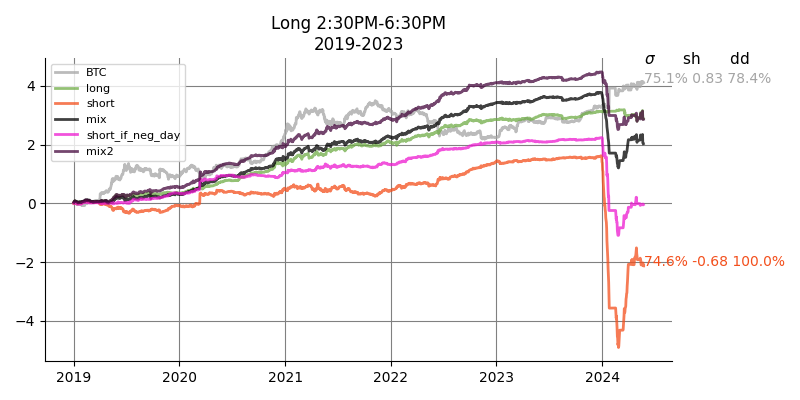 Long 2:30PM-6:30PM
2019-2023
σ sh dd
75.1% 0.83 78.4%
BTC
long
short
mix
short_if_neg_day
mix2
4
2
0
−2
−4
74.6% -0.68 100.0%
2019 2020 2021 2022 2023 2024